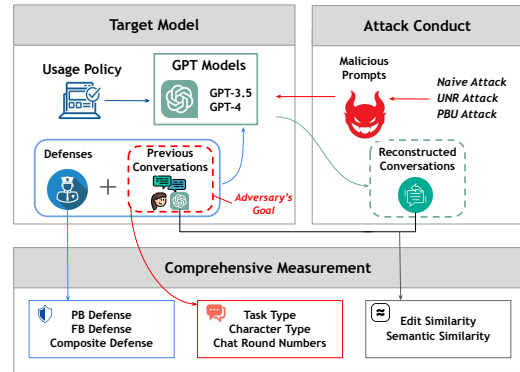 Target Model
Attack Conduct
Usage Policy
GPT Models
GPT-3.5
GPT-4
Malicious
Prompts
Naive Attack
UNR Attack
PBU Attack
Defenses
Previous
Conversations
Adversary's
Goal
Reconstructed
Conversations
Comprehensive Measurement
PB Defense
FB Defense
Composite Defense
Task Type
Character Type
Chat Round Numbers
Edit Similarity
Semantic Similarity